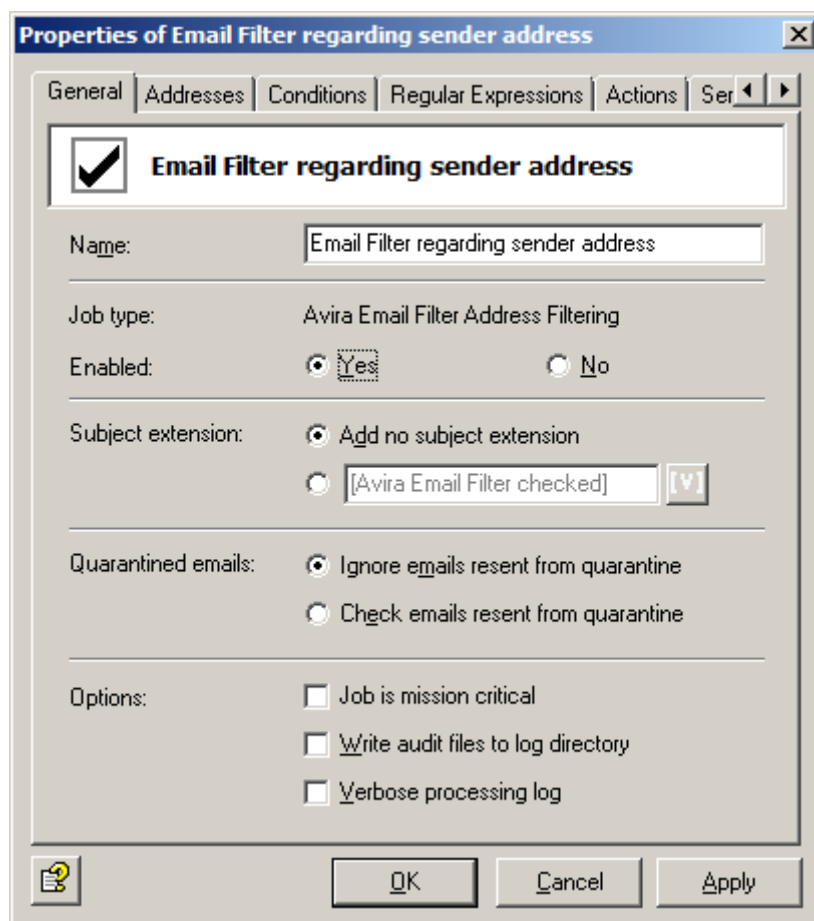 Properties of Email Filter regarding sender address
General Addresses Conditions Regular Expressions Actions Ser
Email Filter regarding sender address
Name: Email Filter regarding sender address
Job type: Avira Email Filter Address Filtering
Enabled: Yes No
Subject extension: Add no subject extension
[Avira Email Filter checked] [V]
Quarantined emails: Ignore emails resent from quarantine
Check emails resent from quarantine
Options: Job is mission critical
Write audit files to log directory
Verbose processing log
OK Cancel Apply